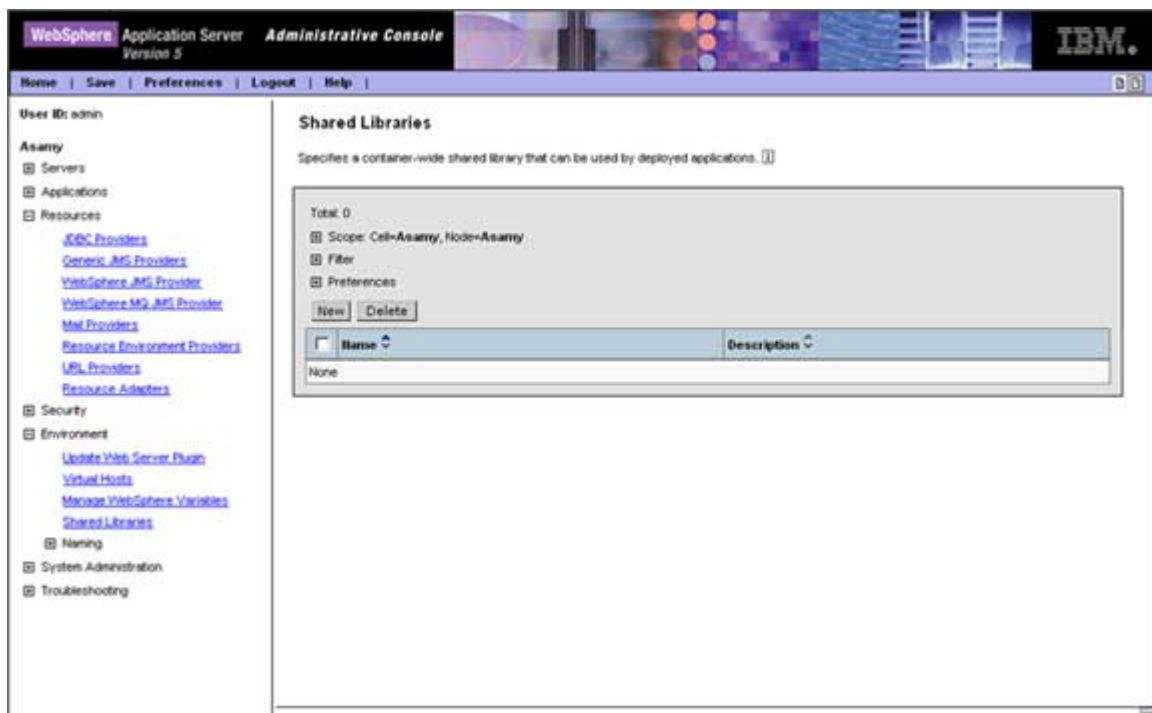 WebSphere Application Server Administrative Console
Version 5
IBM.
Home | Save | Preferences | Logout | Help |
User ID: admin
Asamy
Servers
Applications
Resources
JDBC Providers
Generic JMS Providers
WebSphere JMS Provider
WebSphere MQ JMS Provider
Mail Providers
Resource Environment Providers
URL Providers
Resource Adapters
Security
Environment
Update Web Server Plugin
Virtual Hosts
Manage WebSphere Variables
Shared Libraries
Naming
System Administration
Troubleshooting
Shared Libraries
Specifies a container-wide shared library that can be used by deployed applications. [i]
Total: 0
Scope: Cell=Asamy, Node=Asamy
Filter
Preferences
New Delete
Name Description
None